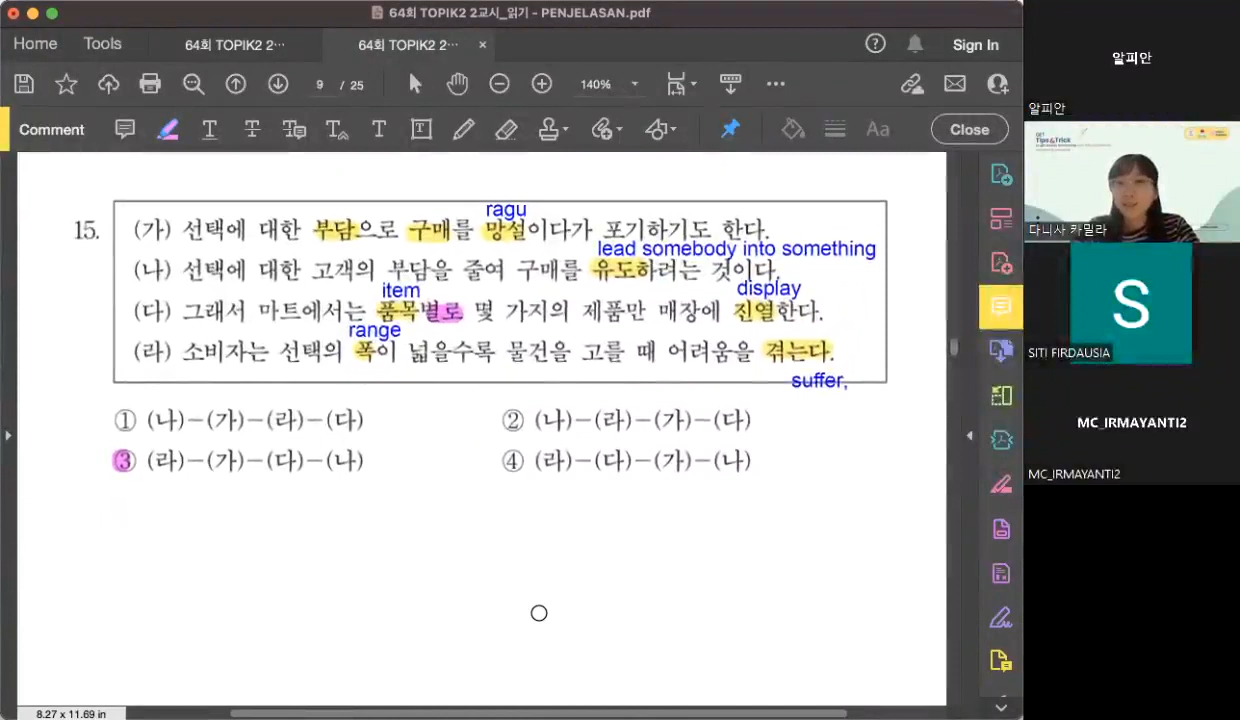 64회 TOPIK2 2교시_읽기 - PENJELASAN.pdf
Home Tools 64회 TOPIK2 2… 64회 TOPIK2 2… × Sign In
9 / 25 140%
Comment Close
15.
ragu
(가) 선택에 대한 부담으로 구매를 망설이다가 포기하기도 한다.
lead somebody into something
(나) 선택에 대한 고객의 부담을 줄여 구매를 유도하려는 것이다.
item display
(다) 그래서 마트에서는 품목별로 몇 가지의 제품만 매장에 진열한다.
range
(라) 소비자는 선택의 폭이 넓을수록 물건을 고를 때 어려움을 겪는다.
suffer,
① (나)-(가)-(라)-(다) ② (나)-(라)-(가)-(다)
③ (라)-(가)-(다)-(나) ④ (라)-(다)-(가)-(나)
8.27 x 11.69 in
알피안
알피안
Tips&Trick
다니사 카밀라
S
SITI FIRDAUSIA
MC_IRMAYANTI2
MC_IRMAYANTI2